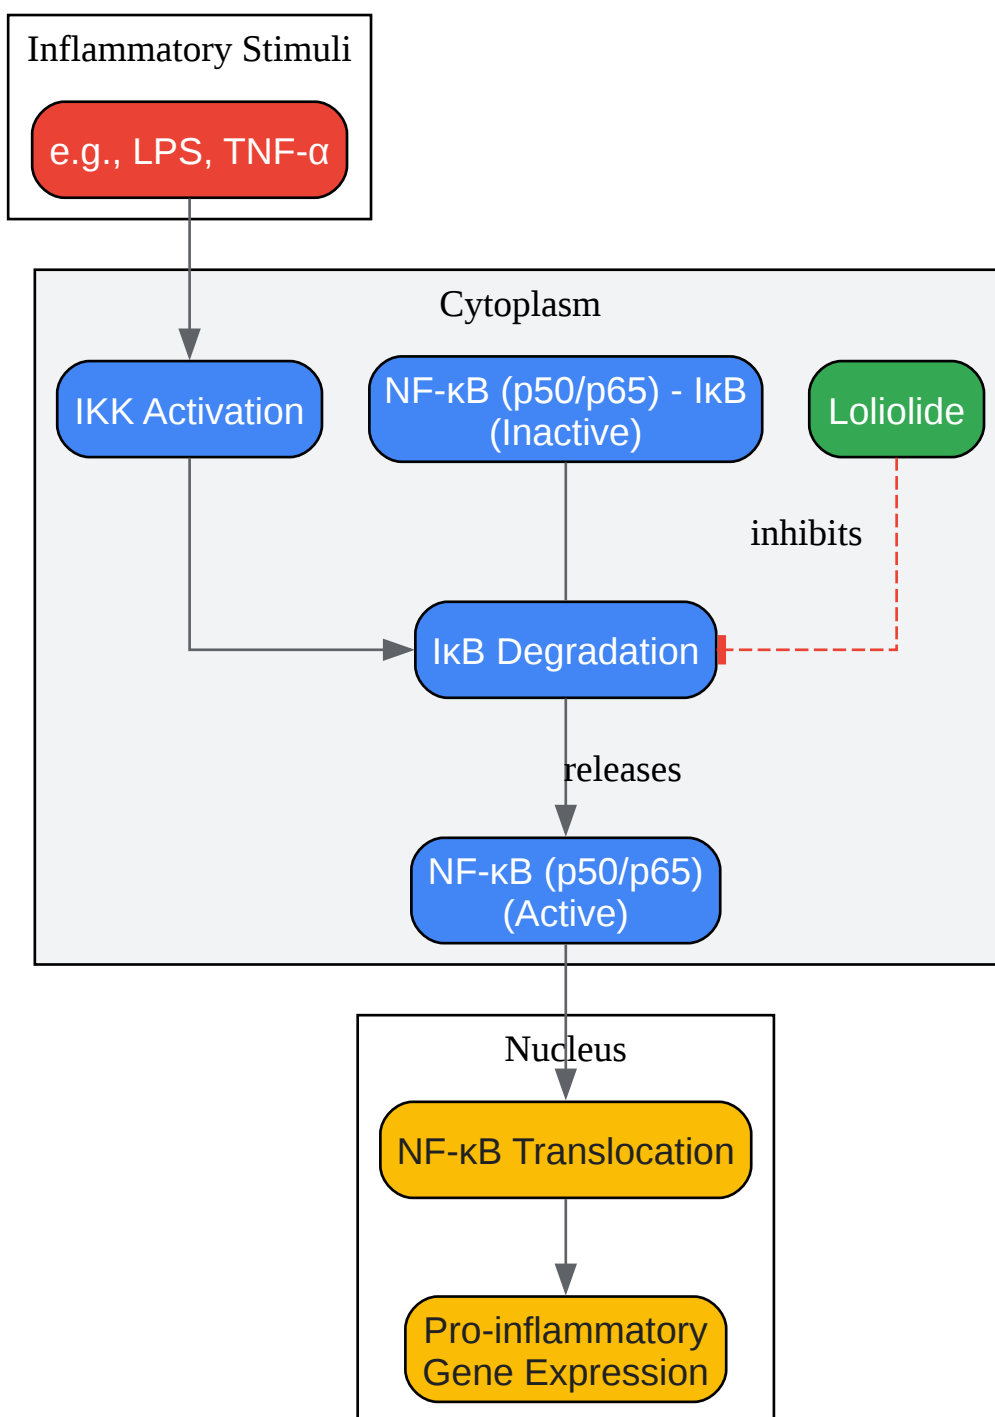 Inflammatory Stimuli
e.g., LPS, TNF-α
Cytoplasm
IKK Activation
NF-κB (p50/p65) - IκB
(Inactive)
Loliolide
inhibits
IκB Degradation
releases
NF-κB (p50/p65)
(Active)
Nucleus
NF-κB Translocation
Pro-inflammatory
Gene Expression